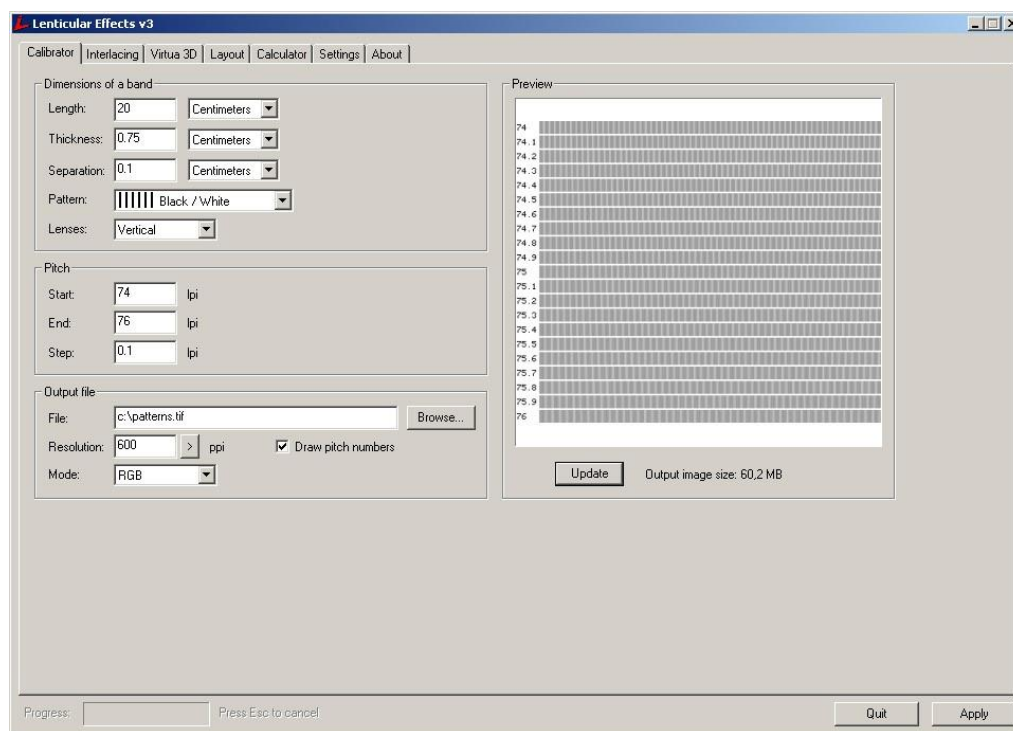 Lenticular Effects v3
Calibrator Interlacing Virtua 3D Layout Calculator Settings About
Dimensions of a band
Length: 20 Centimeters
Thickness: 0.75 Centimeters
Separation: 0.1 Centimeters
Pattern: Black / White
Lenses: Vertical
Pitch
Start: 74 lpi
End: 76 lpi
Step: 0.1 lpi
Output file
File: c:\patterns.tif Browse...
Resolution: 600 > ppi Draw pitch numbers
Mode: RGB
Preview
74
74.1
74.2
74.3
74.4
74.5
74.6
74.7
74.8
74.9
75
75.1
75.2
75.3
75.4
75.5
75.6
75.7
75.8
75.9
76
Update Output image size: 60,2 MB
Progress: Press Esc to cancel Quit Apply